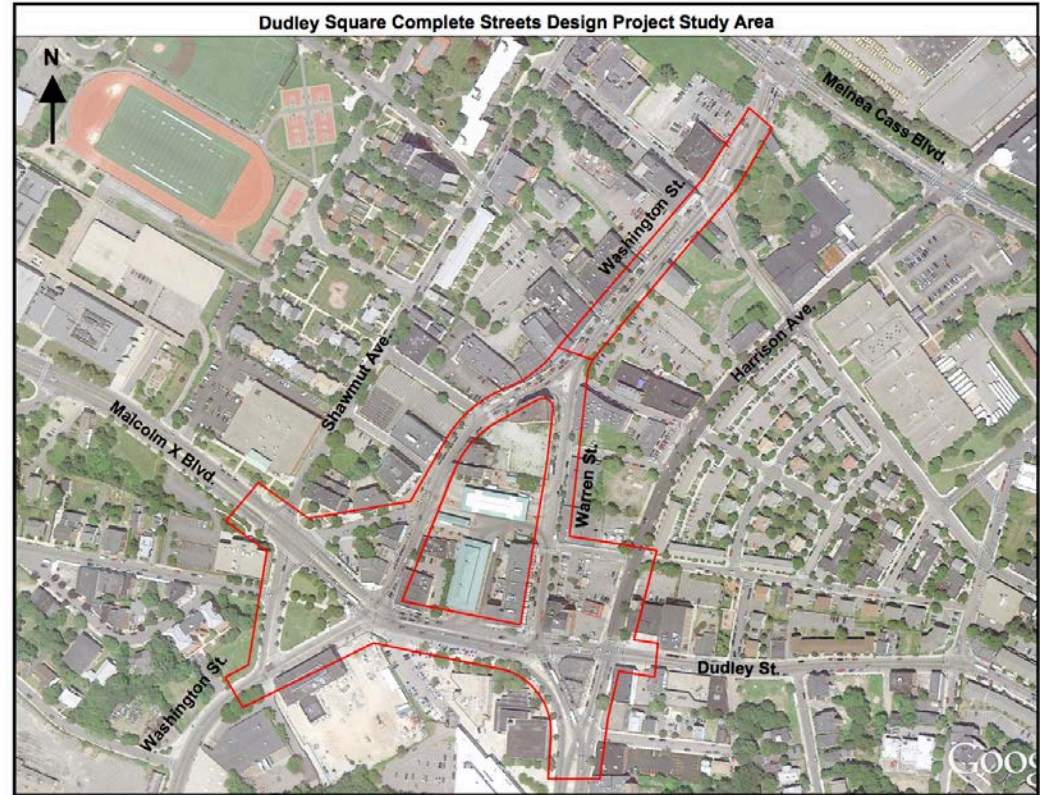 Dudley Square Complete Streets Design Project Study Area
N
Melnea Cass Blvd.
Washington St.
Harrison Ave.
Shawmut Ave.
Malcolm X Blvd.
Warren St.
Washington St.
Dudley St.
Goog